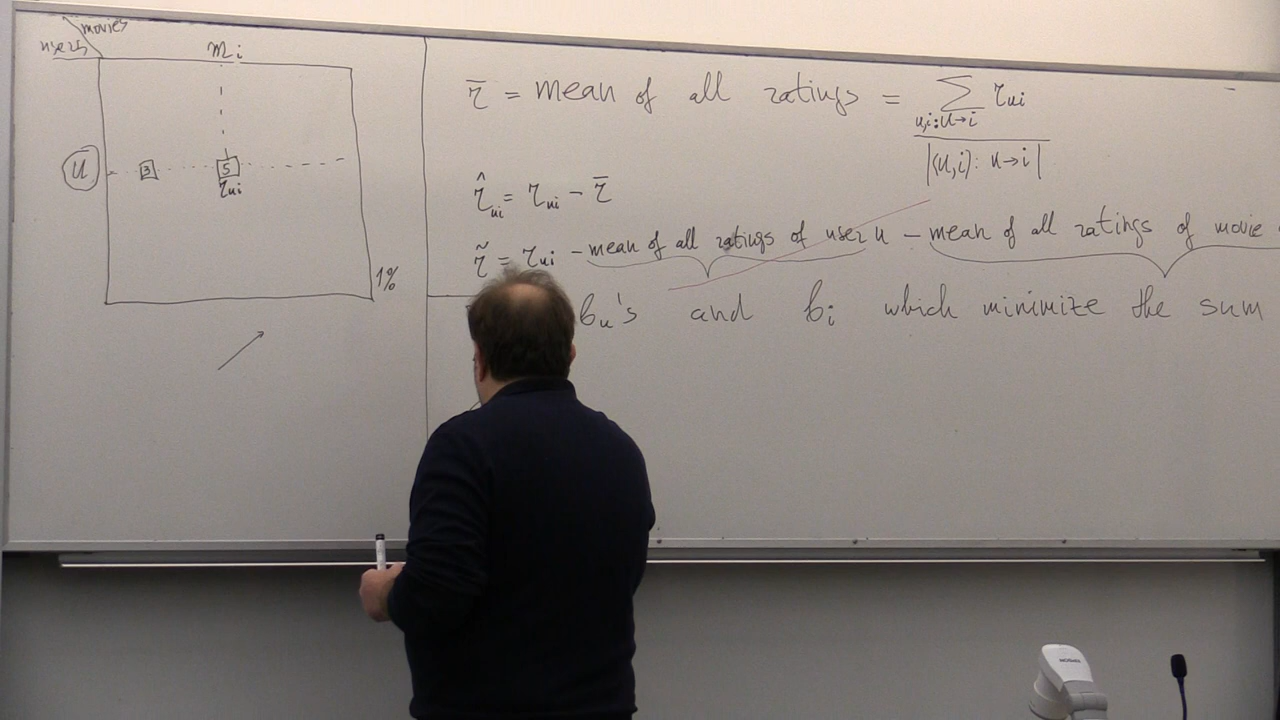 movies
users
m_i
u
3
5
r_ui
1%
r̄ = mean of all ratings = ∑ r_ui
u,i:u→i
|(u,i): u→i|
r̂_ui = r_ui − r̄
r̃ = r_ui − mean of all ratings of user u − mean of all ratings of movie
b_u's and b_i which minimize the sum